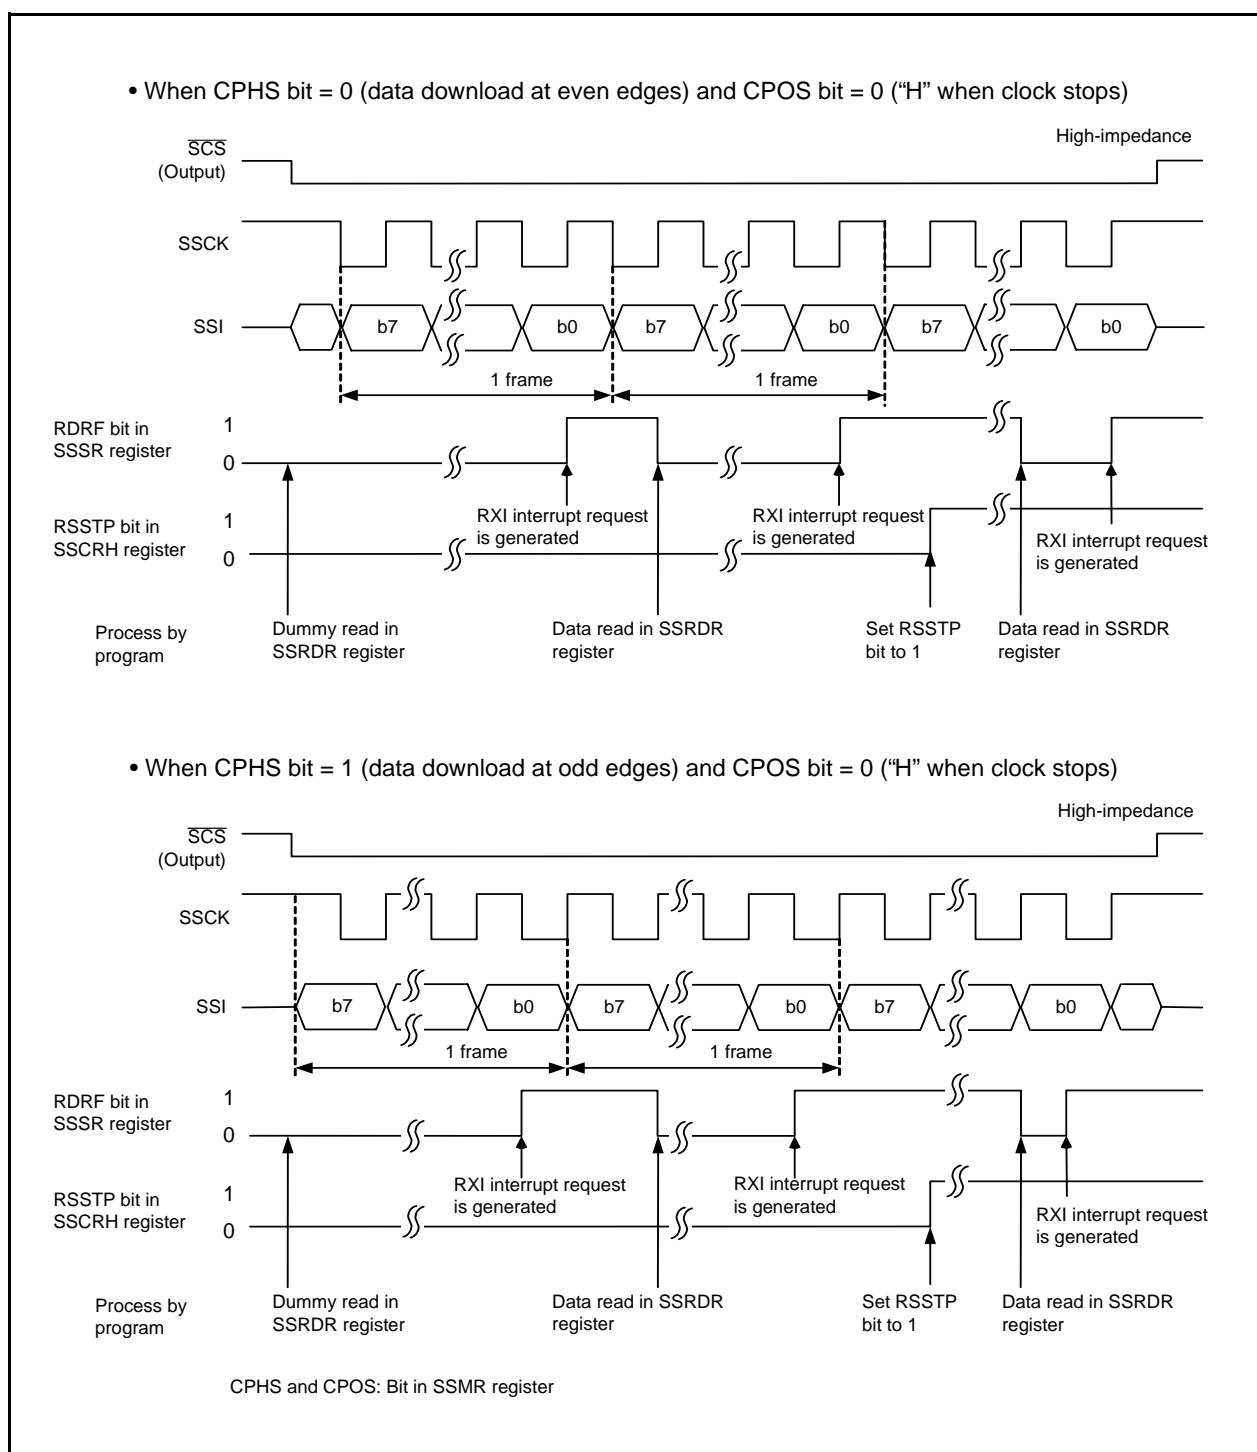 • When CPHS bit = 0 (data download at even edges) and CPOS bit = 0 (“H” when clock stops)
High-impedance
SCS
(Output)
SSCK
SSI
b7
b0
b7
b0
b7
b0
1 frame
1 frame
RDRF bit in
SSSR register
1
0
RXI interrupt request
is generated
RXI interrupt request
is generated
RXI interrupt request
is generated
RSSTP bit in
SSCRH register
1
0
Process by
program
Dummy read in
SSRDR register
Data read in SSRDR
register
Set RSSTP
bit to 1
Data read in SSRDR
register
• When CPHS bit = 1 (data download at odd edges) and CPOS bit = 0 (“H” when clock stops)
High-impedance
SCS
(Output)
SSCK
SSI
b7
b0
b7
b0
b7
b0
1 frame
1 frame
RDRF bit in
SSSR register
1
0
RXI interrupt request
is generated
RXI interrupt request
is generated
RXI interrupt request
is generated
RSSTP bit in
SSCRH register
1
0
Process by
program
Dummy read in
SSRDR register
Data read in SSRDR
register
Set RSSTP
bit to 1
Data read in SSRDR
register
CPHS and CPOS: Bit in SSMR register